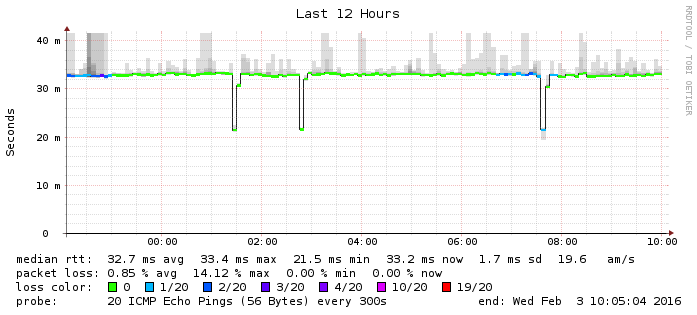 Last 12 Hours
RRDTOOL / TOBI OETIKER
Seconds
40 m
30 m
20 m
10 m
0
00:00 02:00 04:00 06:00 08:00 10:00
median rtt: 32.7 ms avg 33.4 ms max 21.5 ms min 33.2 ms now 1.7 ms sd 19.6 am/s
packet loss: 0.85 % avg 14.12 % max 0.00 % min 0.00 % now
loss color: 0 1/20 2/20 3/20 4/20 10/20 19/20
probe: 20 ICMP Echo Pings (56 Bytes) every 300s end: Wed Feb 3 10:05:04 2016